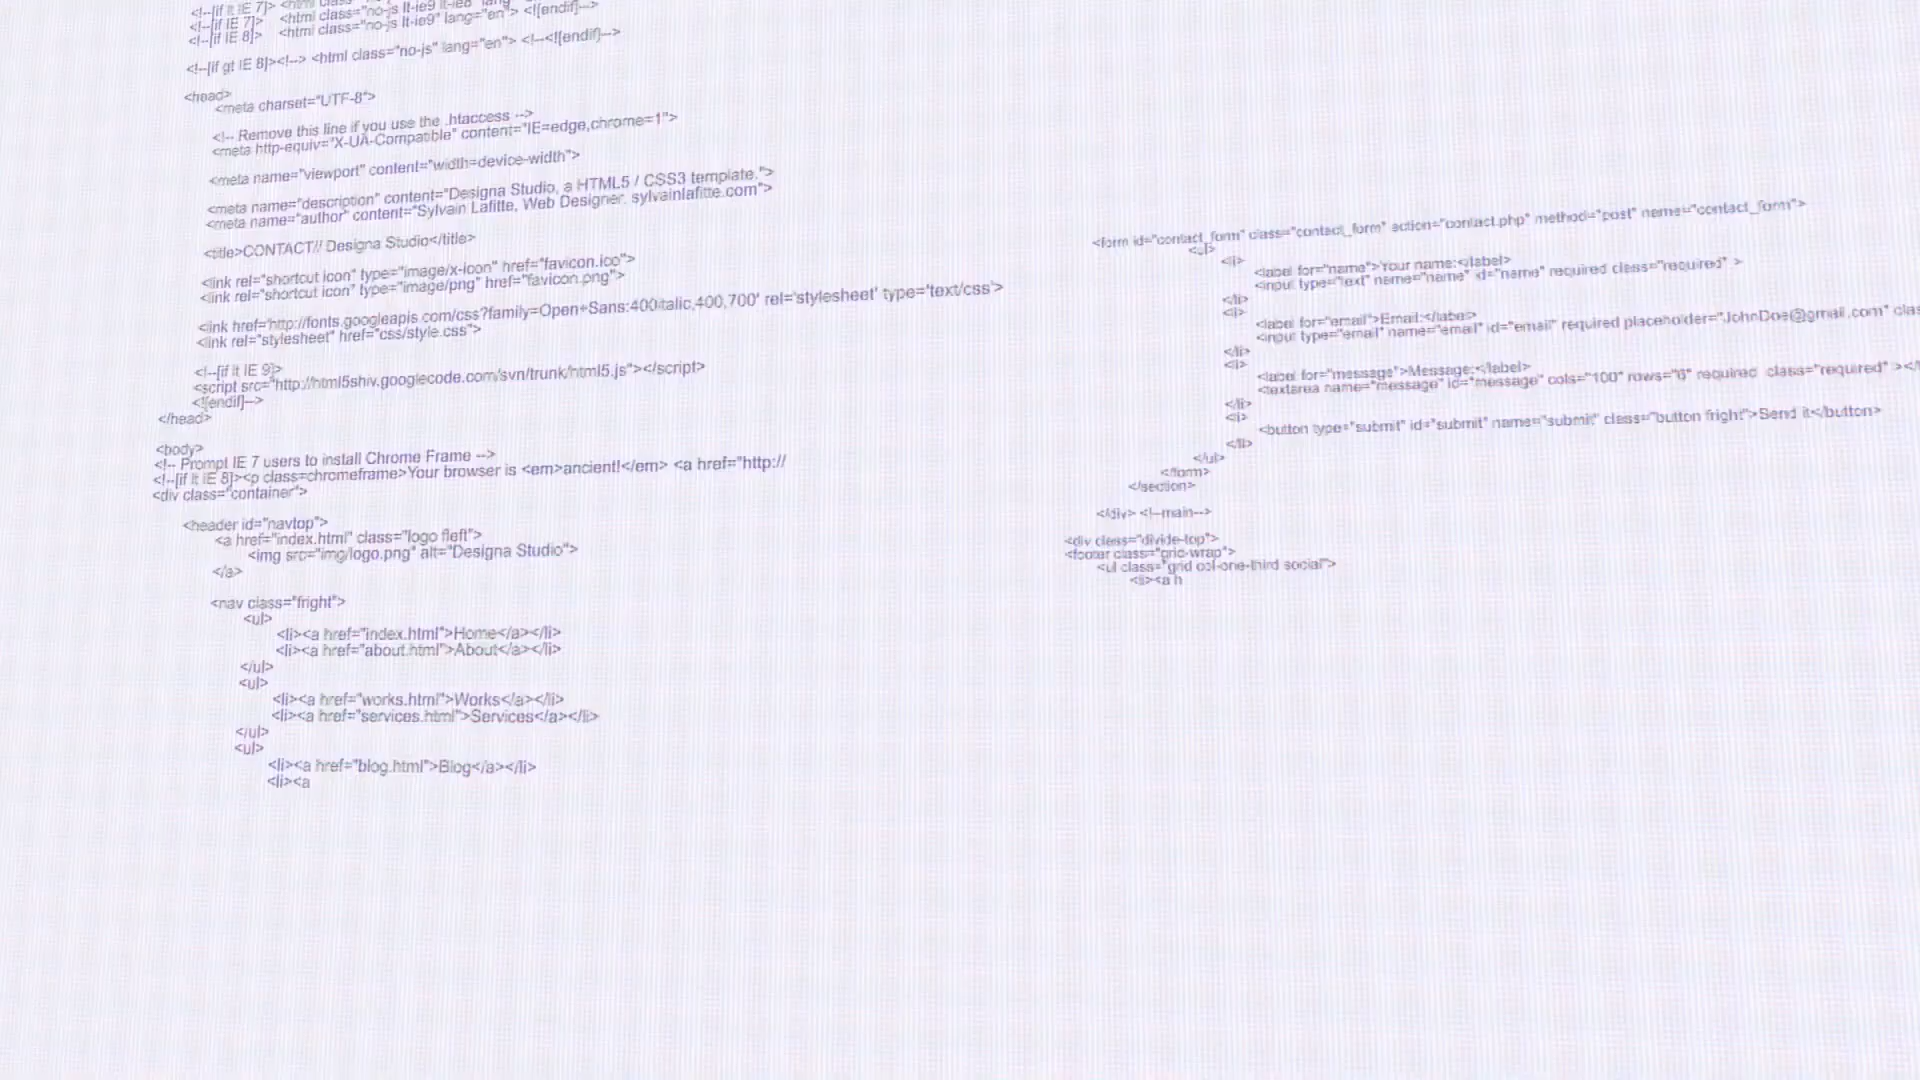 <!--[if lt IE 7]> <html class="no-js lt-ie9 lt-ie8
<!--[if IE 7]> <html class="no-js lt-ie9 lt-ie8" lang=
<!--[if IE 8]> <html class="no-js lt-ie9" lang="en"> <![endif]-->
<!--[if gt IE 8]><!--> <html class="no-js" lang="en"> <!--<![endif]-->
<head>
<meta charset="UTF-8">
<!-- Remove this line if you use the .htaccess -->
<meta http-equiv="X-UA-Compatible" content="IE=edge,chrome=1">
<meta name="viewport" content="width=device-width">
<meta name="description" content="Designa Studio, a HTML5 / CSS3 template.">
<meta name="author" content="Sylvain Lafitte, Web Designer, sylvainlafitte.com">
<title>CONTACT// Designa Studio</title>
<link rel="shortcut icon" type="image/x-icon" href="favicon.ico">
<link rel="shortcut icon" type="image/png" href="favicon.png">
<link href='http://fonts.googleapis.com/css?family=Open+Sans:400italic,400,700' rel='stylesheet' type='text/css'>
<link rel="stylesheet" href="css/style.css">
<!--[if lt IE 9]>
<script src="http://html5shiv.googlecode.com/svn/trunk/html5.js"></script>
<![endif]-->
</head>
<body>
<!-- Prompt IE 7 users to install Chrome Frame -->
<!--[if lt IE 8]><p class=chromeframe>Your browser is <em>ancient!</em> <a href="http://
<div class="container">
<header id="navtop">
<a href="index.html" class="logo fleft">
<img src="img/logo.png" alt="Designa Studio">
</a>
<nav class="fright">
<ul>
<li><a href="index.html">Home</a></li>
<li><a href="about.html">About</a></li>
</ul>
<ul>
<li><a href="works.html">Works</a></li>
<li><a href="services.html">Services</a></li>
</ul>
<ul>
<li><a href="blog.html">Blog</a></li>
<li><a
<form id="contact_form" class="contact_form" action="contact.php" method="post" name="contact_form">
<ul>
<li>
<label for="name">Your name:</label>
<input type="text" name="name" id="name" required class="required" >
</li>
<li>
<label for="email">Email:</label>
<input type="email" name="email" id="email" required placeholder="JohnDoe@gmail.com" clas
</li>
<li>
<label for="message">Message:</label>
<textarea name="message" id="message" cols="100" rows="6" required  class="required" ></
</li>
<li>
<button type="submit" id="submit" name="submit" class="button fright">Send it</button>
</li>
</ul>
</form>
</section>
</div> <!--main-->
<div class="divide-top">
<footer class="grid-wrap">
<ul class="grid col-one-third social">
<li><a h